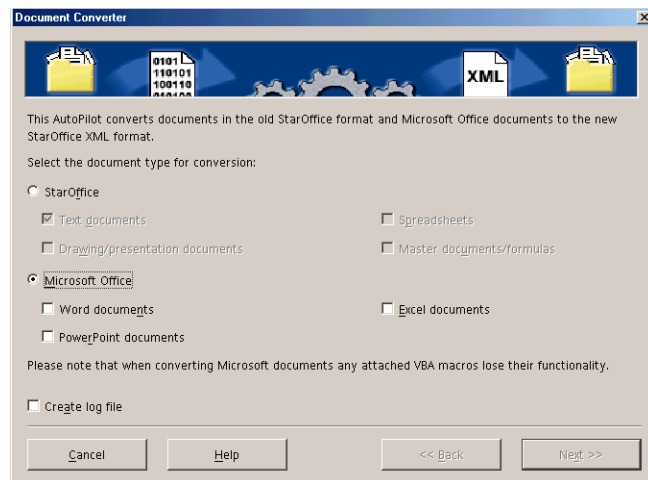 Document Converter
0101
110101
100110
010100
XML
This AutoPilot converts documents in the old StarOffice format and Microsoft Office documents to the new
StarOffice XML format.
Select the document type for conversion:
StarOffice
Text documents
Spreadsheets
Drawing/presentation documents
Master documents/formulas
Microsoft Office
Word documents
Excel documents
PowerPoint documents
Please note that when converting Microsoft documents any attached VBA macros lose their functionality.
Create log file
Cancel
Help
<< Back
Next >>